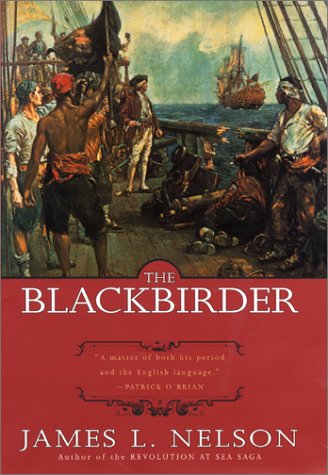 THE
BLACKBIRDER
"A master of both his period
and the English language."
—PATRICK O'BRIAN
JAMES L. NELSON
Author of the REVOLUTION AT SEA SAGA